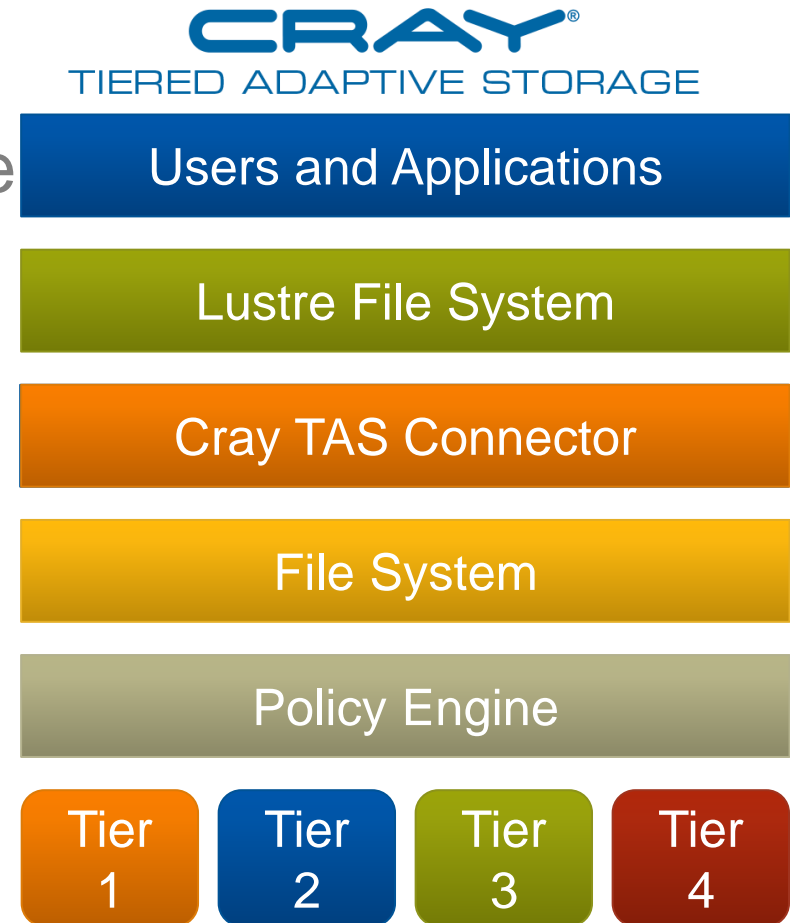 CRAY®
TIERED ADAPTIVE STORAGE
e
Users and Applications
Lustre File System
Cray TAS Connector
File System
Policy Engine
Tier 1
Tier 2
Tier 3
Tier 4